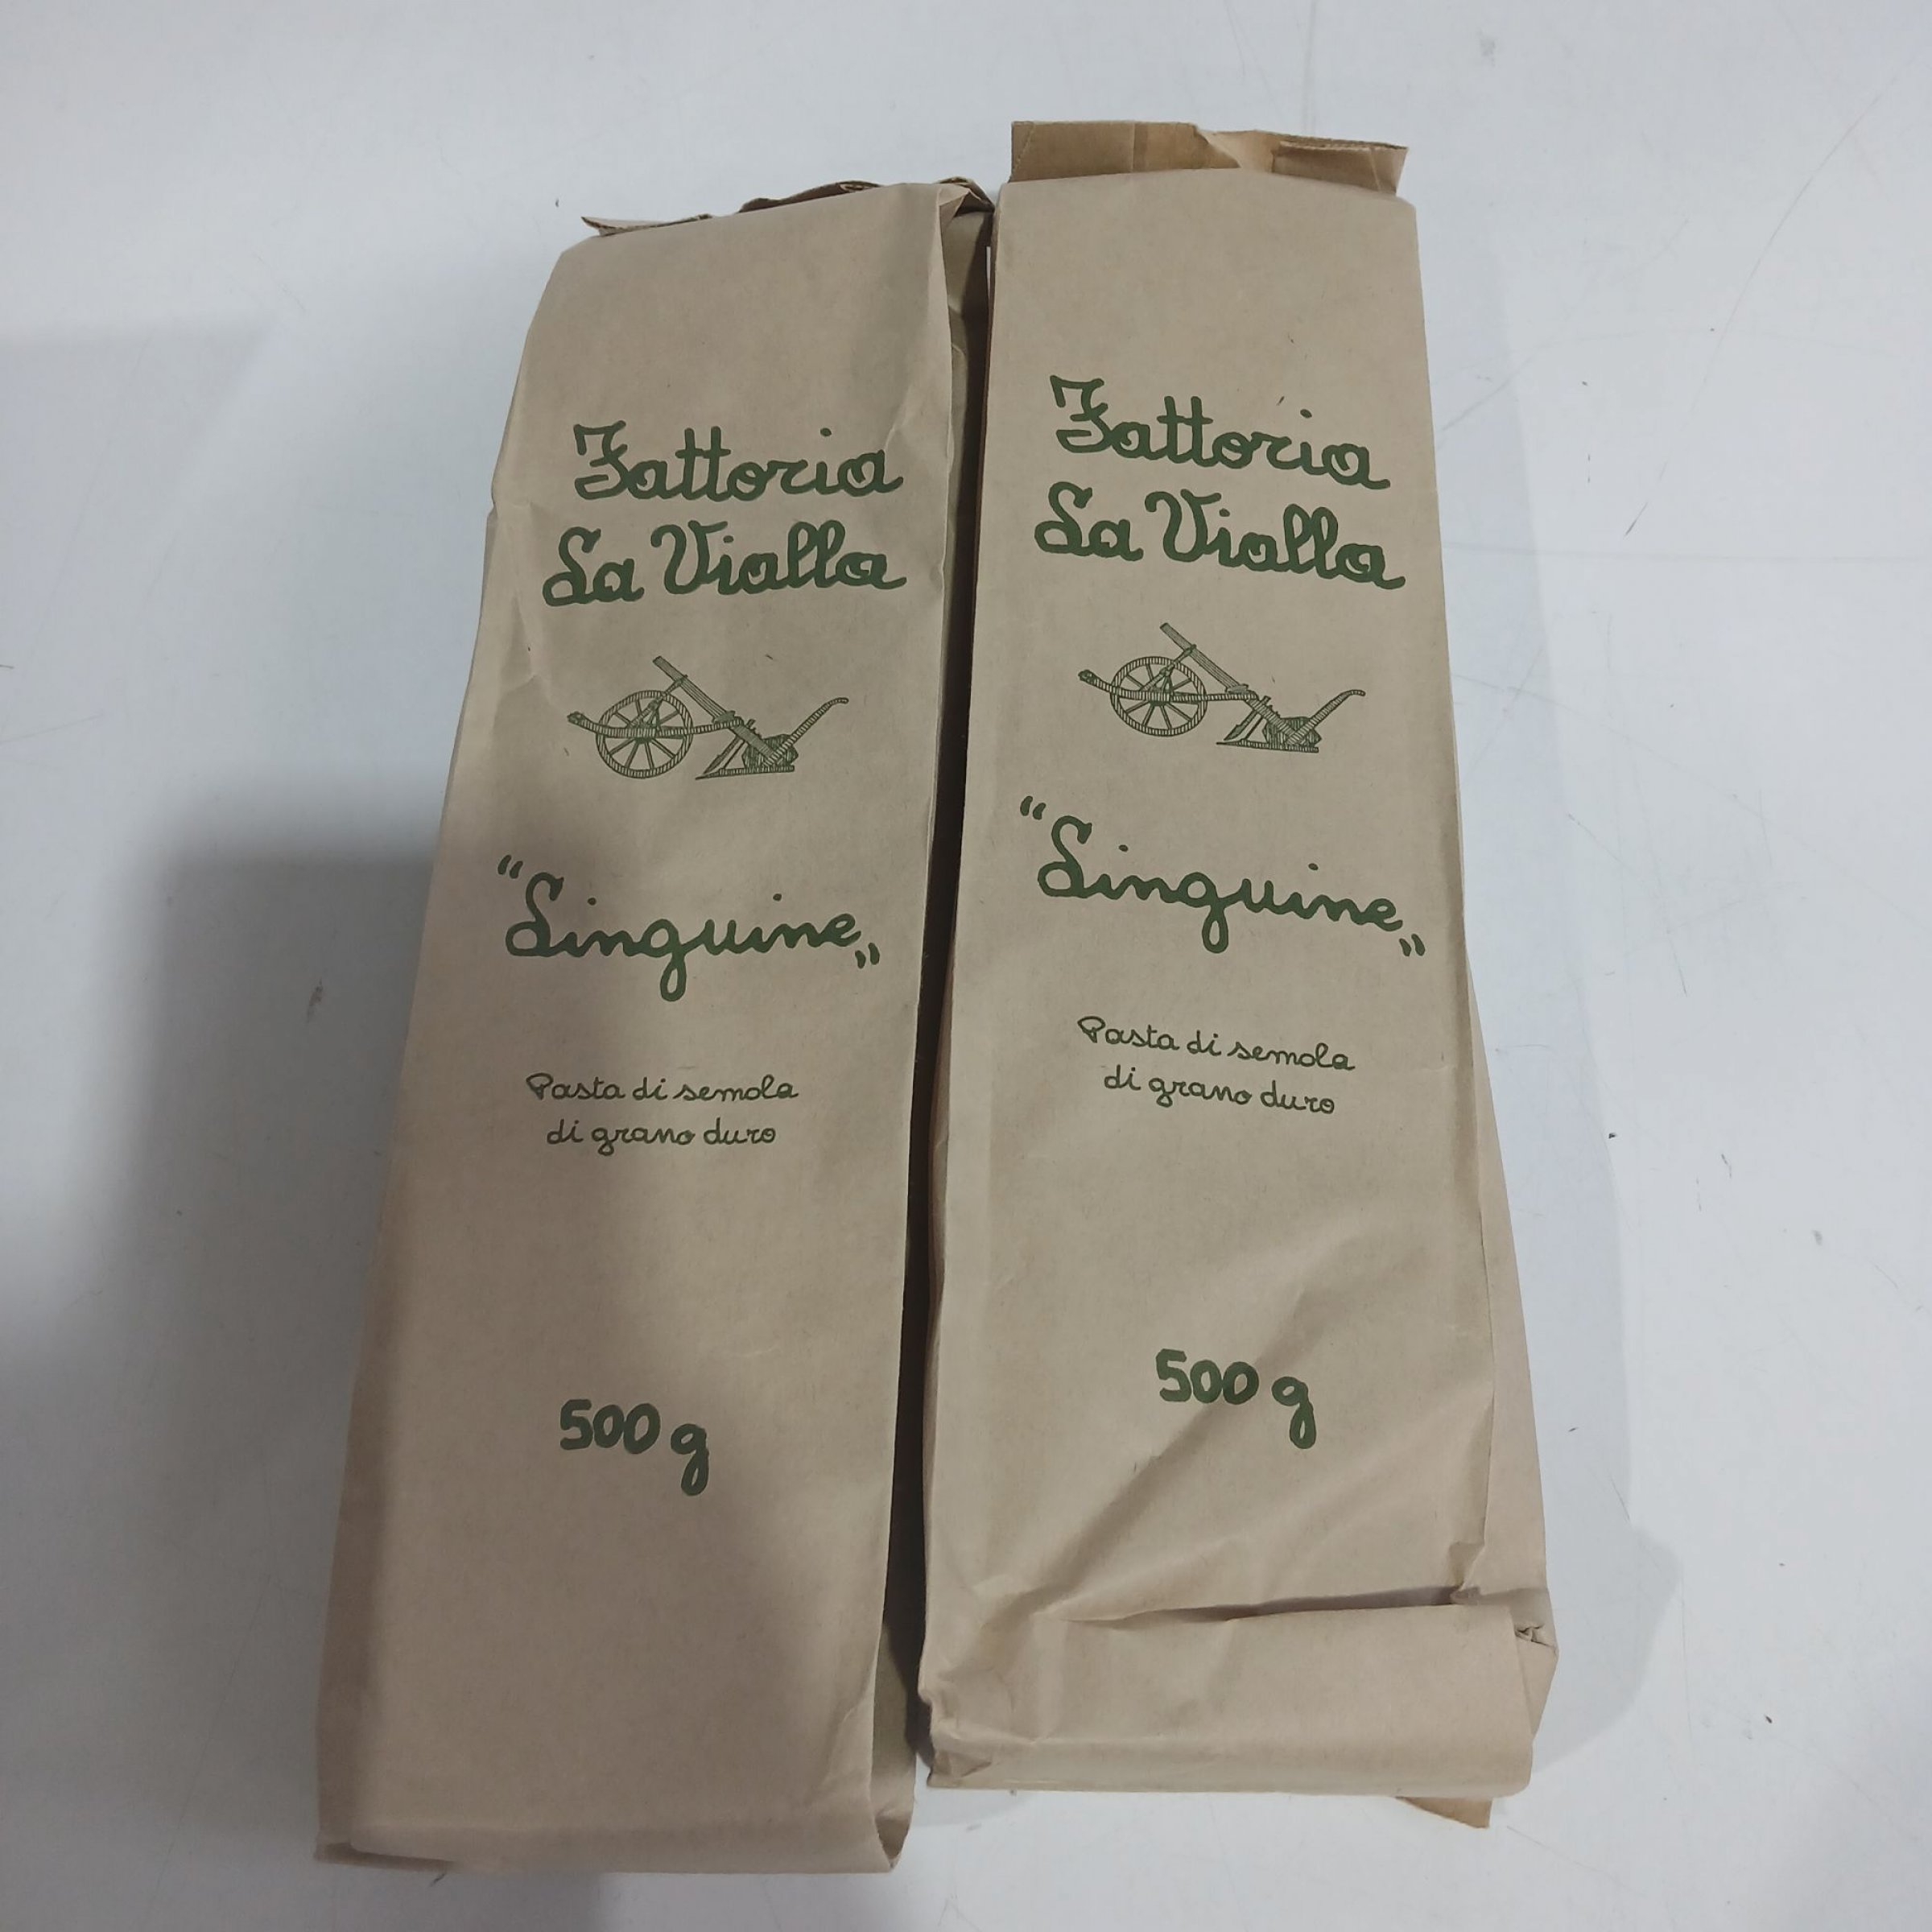 Fattoria
La Vialla
"Linguine„
Pasta di semola
di grano duro
500 g
Fattoria
La Vialla
"Linguine„
Pasta di semola
di grano duro
500 g